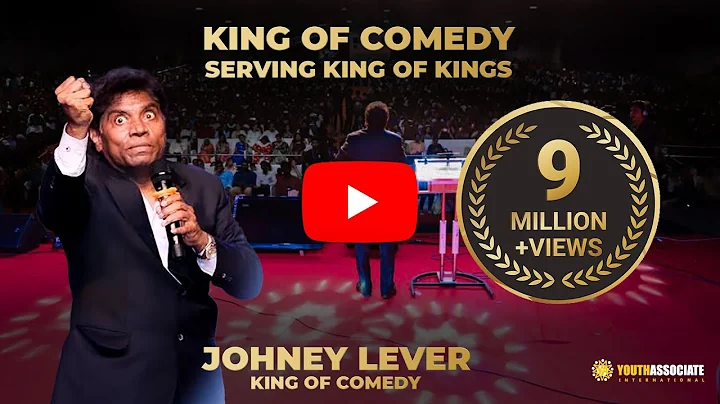 KING OF COMEDY
SERVING KING OF KINGS
9
MILLION
+VIEWS
JOHNEY LEVER
KING OF COMEDY
YOUTHASSOCIATE
INTERNATIONAL